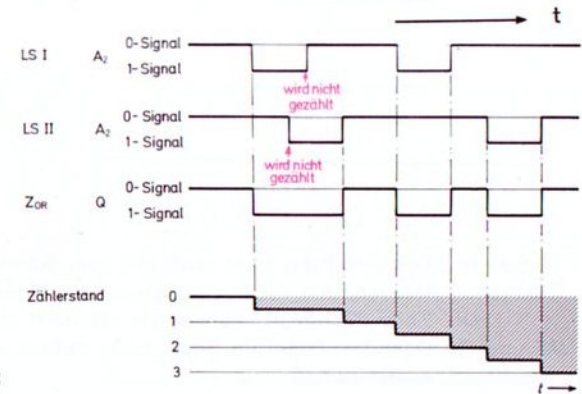 t
LS I A₂ 0-Signal
1-Signal
wird nicht
gezählt
LS II A₂ 0-Signal
1-Signal
wird nicht
gezählt
Z_OR Q 0-Signal
1-Signal
Zählerstand 0
1
2
3
t